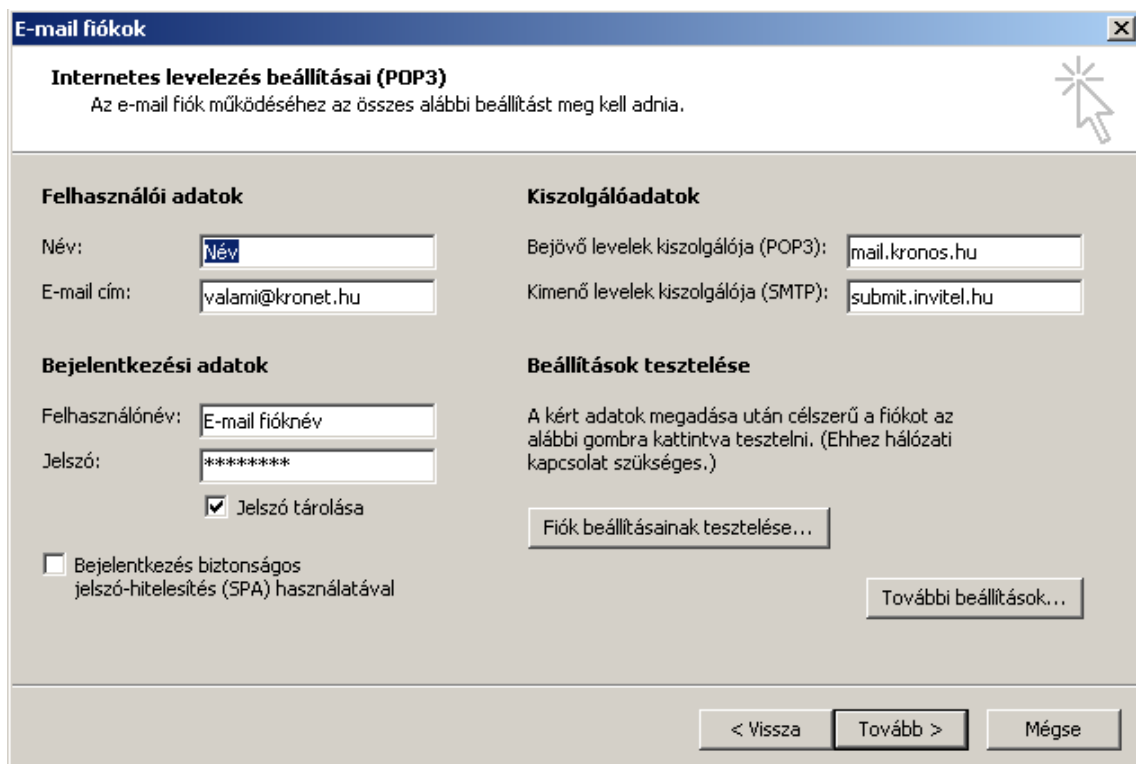 E-mail fiókok
Internetes levelezés beállításai (POP3)
Az e-mail fiók működéséhez az összes alábbi beállítást meg kell adnia.
Felhasználói adatok
Név:
Név
E-mail cím:
valami@kronet.hu
Bejelentkezési adatok
Felhasználónév:
E-mail fióknév
Jelszó:
********
Jelszó tárolása
Bejelentkezés biztonságos
jelszó-hitelesítés (SPA) használatával
Kiszolgálóadatok
Bejövő levelek kiszolgálója (POP3):
mail.kronos.hu
Kimenő levelek kiszolgálója (SMTP):
submit.invitel.hu
Beállítások tesztelése
A kért adatok megadása után célszerű a fiókot az
alábbi gombra kattintva tesztelni. (Ehhez hálózati
kapcsolat szükséges.)
Fiók beállításainak tesztelése...
További beállítások...
< Vissza
Tovább >
Mégse